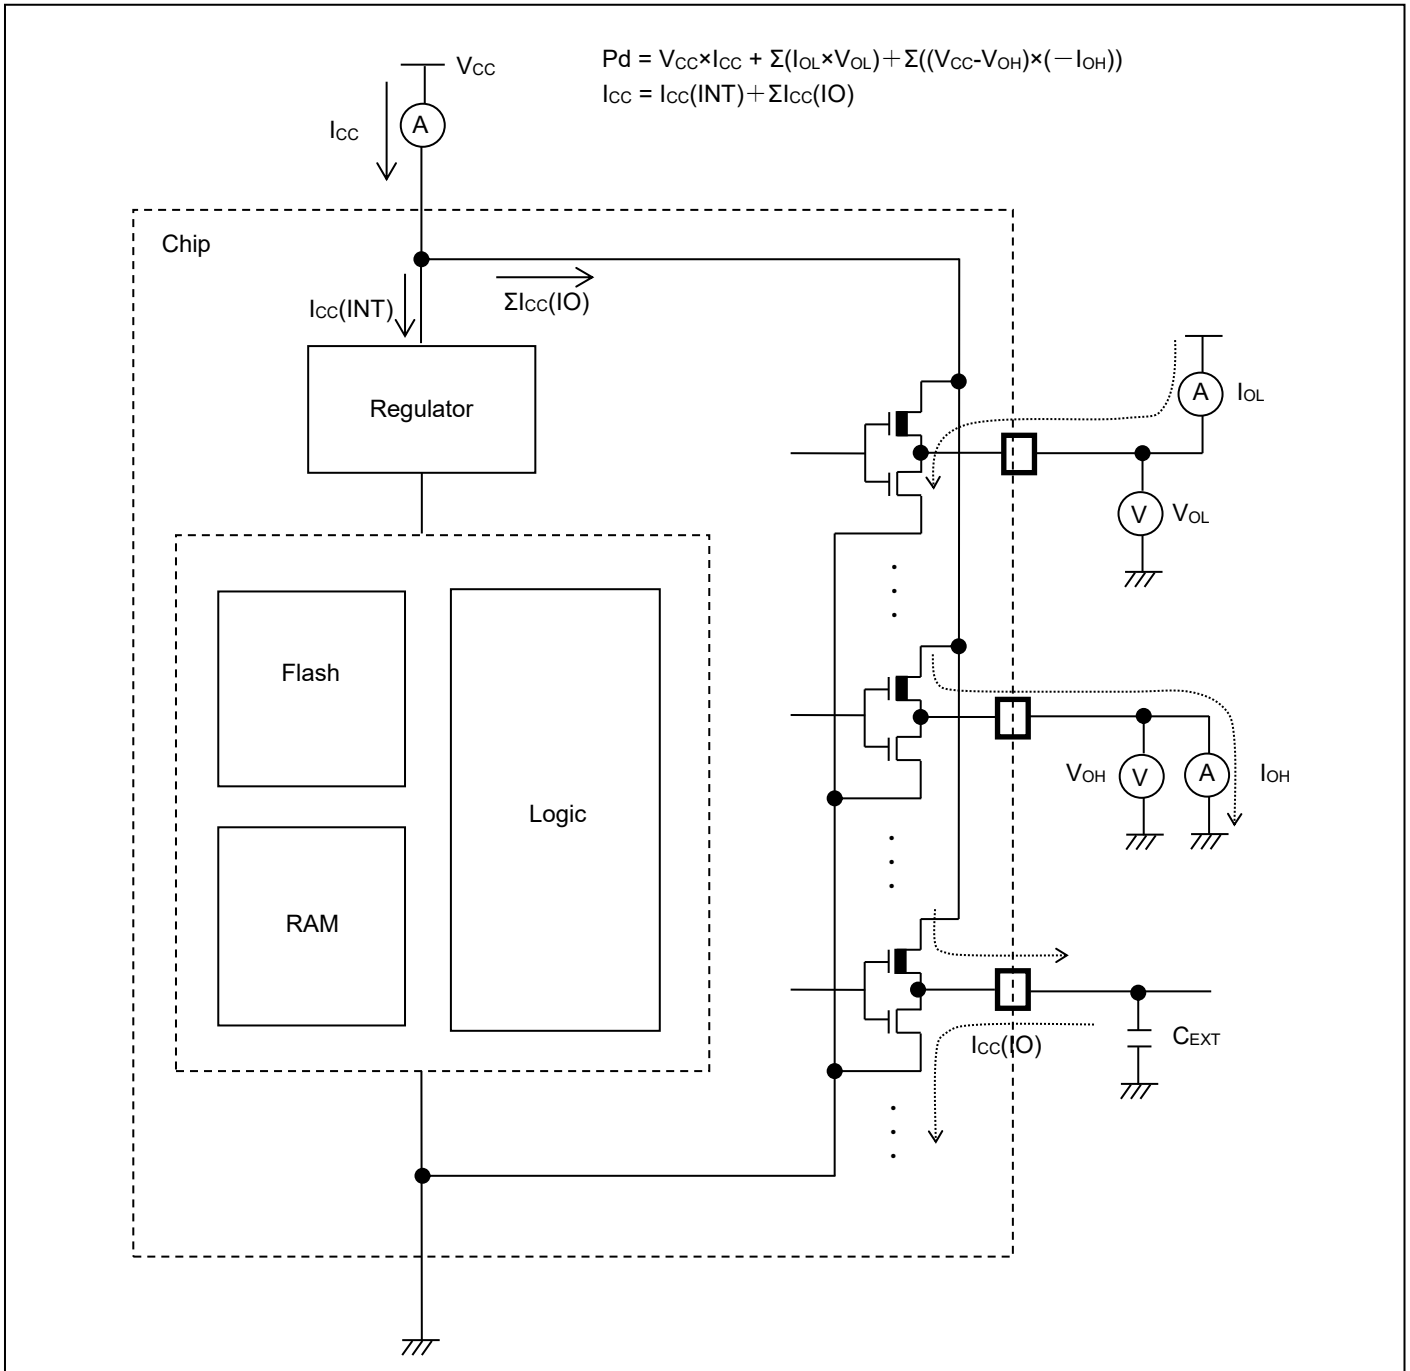 Pd = VCC×ICC + Σ(IOL×VOL)＋Σ((VCC-VOH)×(－IOH))
ICC = ICC(INT)＋ΣICC(IO)
VCC
A
ICC
Chip
ICC(INT)
ΣICC(IO)
Regulator
A
IOL
V
VOL
Flash
Logic
RAM
VOH
V
A
IOH
ICC(IO)
CEXT